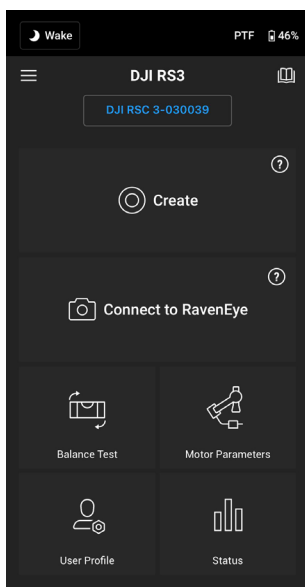 Wake PTF 46%
DJI RS3
DJI RSC 3-030039
?
Create
?
Connect to RavenEye
Balance Test Motor Parameters
User Profile Status